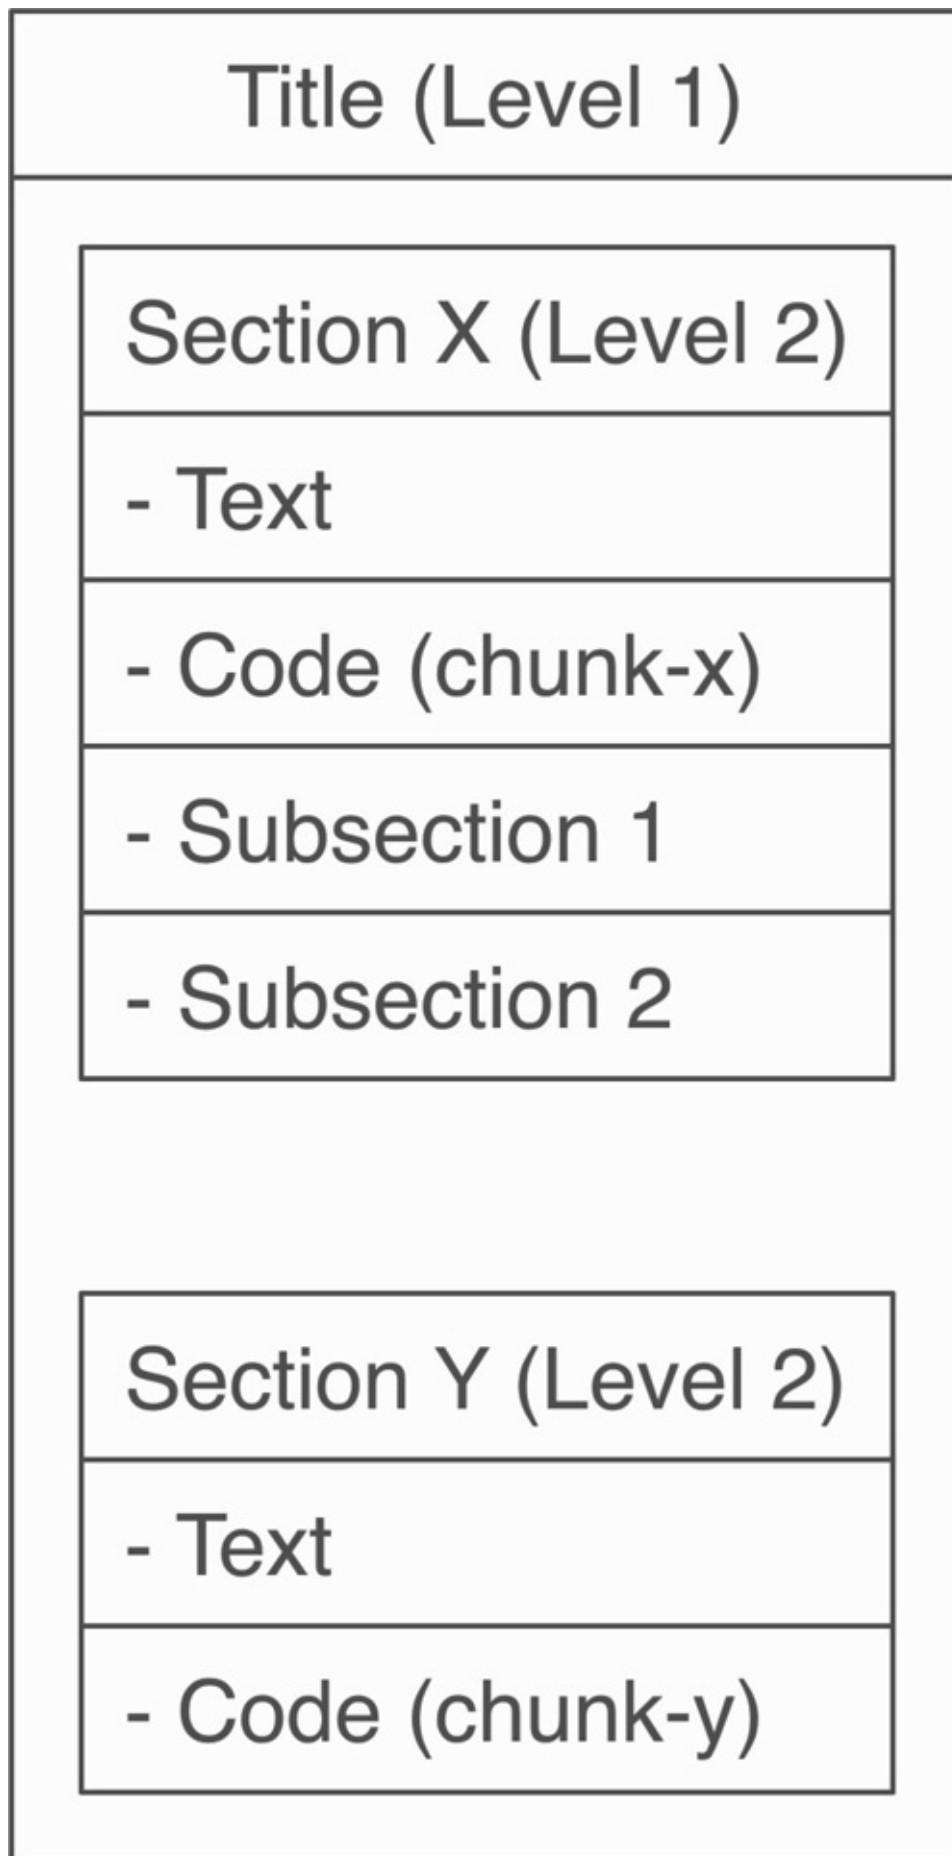 Title (Level 1)
Section X (Level 2)
- Text
- Code (chunk-x)
- Subsection 1
- Subsection 2
Section Y (Level 2)
- Text
- Code (chunk-y)